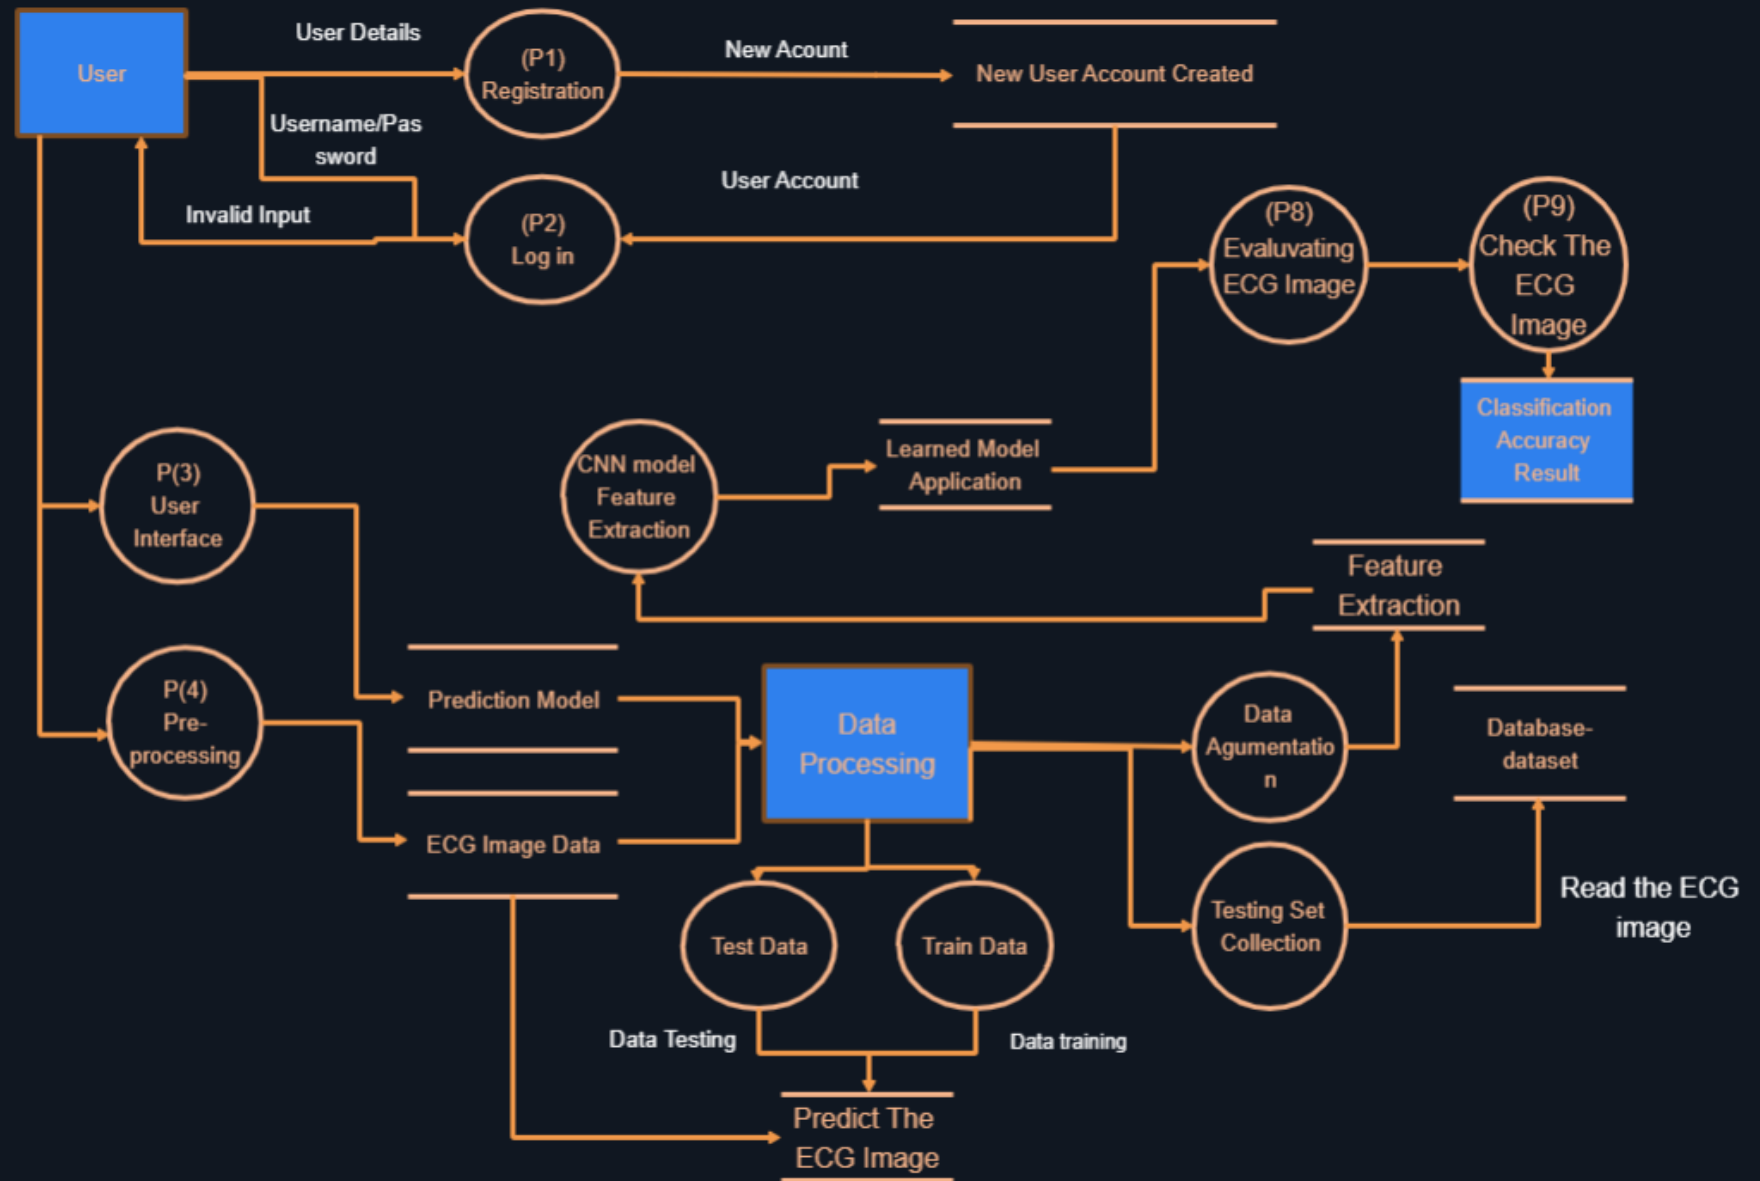 User
User Details
(P1)
Registration
New Acount
New User Account Created
Username/Pas
sword
Invalid Input
(P2)
Log in
User Account
(P8)
Evaluvating
ECG Image
(P9)
Check The
ECG
Image
Classification
Accuracy
Result
P(3)
User
Interface
CNN model
Feature
Extraction
Learned Model
Application
Feature
Extraction
P(4)
Pre-
processing
Prediction Model
ECG Image Data
Data
Processing
Data
Agumentatio
n
Database-
dataset
Test Data
Train Data
Testing Set
Collection
Read the ECG
image
Data Testing
Data training
Predict The
ECG Image